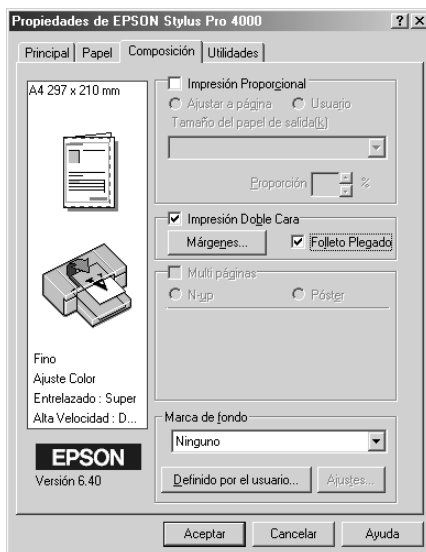 Propiedades de EPSON Stylus Pro 4000
Principal
Papel
Composición
Utilidades
A4 297 x 210 mm
Fino
Ajuste Color
Entrelazado : Super
Alta Velocidad : D...
EPSON
Versión 6.40
Impresión Proporcional
Ajustar a página
Usuario
Tamaño del papel de salida(k)
Proporción
%
Impresión Doble Cara
Márgenes...
Folleto Plegado
Multi páginas
N-up
Póster
Marca de fondo
Ninguno
Definido por el usuario...
Ajustes...
Aceptar
Cancelar
Ayuda